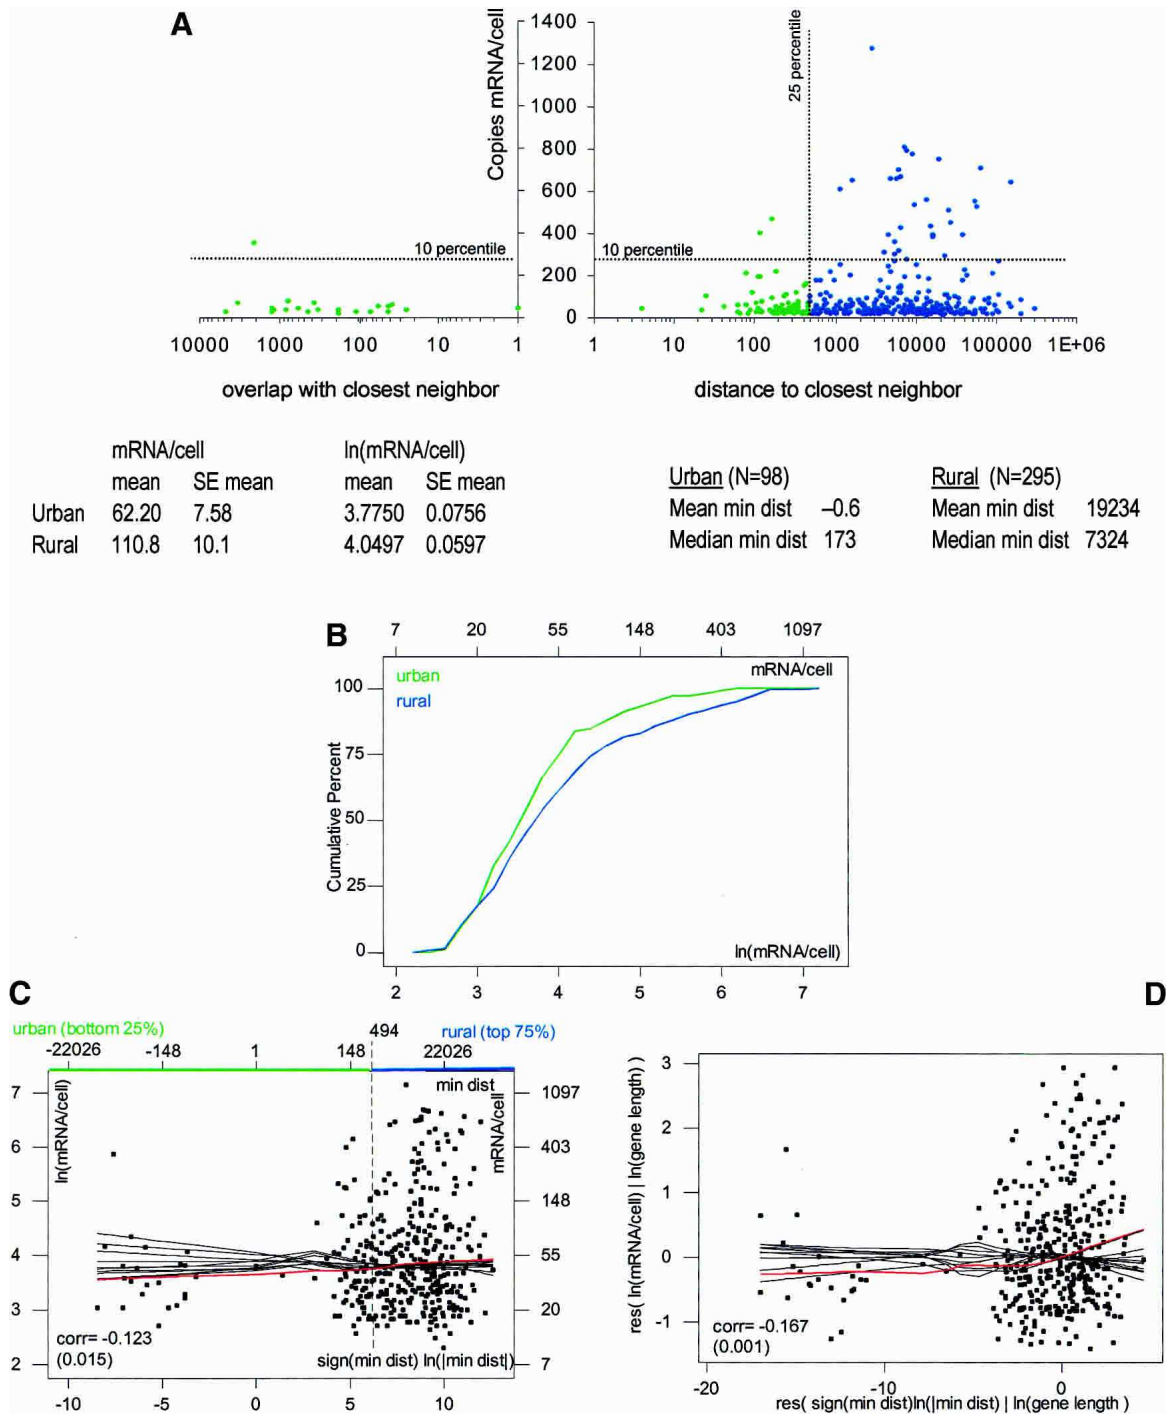 A
Copies mRNA/cell
1400
1200
1000
800
600
400
200
0
25 percentile
10 percentile
10 percentile
10000 1000 100 10 1
1 10 100 1000 10000 100000 1E+06
overlap with closest neighbor
distance to closest neighbor
mRNA/cell ln(mRNA/cell)
mean SE mean mean SE mean
Urban 62.20 7.58 3.7750 0.0756
Rural 110.8 10.1 4.0497 0.0597
Urban (N=98)
Mean min dist –0.6
Median min dist 173
Rural (N=295)
Mean min dist 19234
Median min dist 7324
B
7 20 55 148 403 1097
mRNA/cell
urban
rural
Cumulative Percent
100
75
50
25
0
ln(mRNA/cell)
2 3 4 5 6 7
C
urban (bottom 25%)
494
rural (top 75%)
-22026 -148 1 148 22026
min dist
ln(mRNA/cell)
mRNA/cell
7
6
5
4
3
2
1097
403
148
55
20
7
corr= -0.123
(0.015)
sign(min dist) ln(|min dist|)
-10 -5 0 5 10
D
res( ln(mRNA/cell) | ln(gene length) )
3
2
1
0
-1
corr= -0.167
(0.001)
-20 -10 0
res( sign(min dist)ln(|min dist) | ln(gene length )